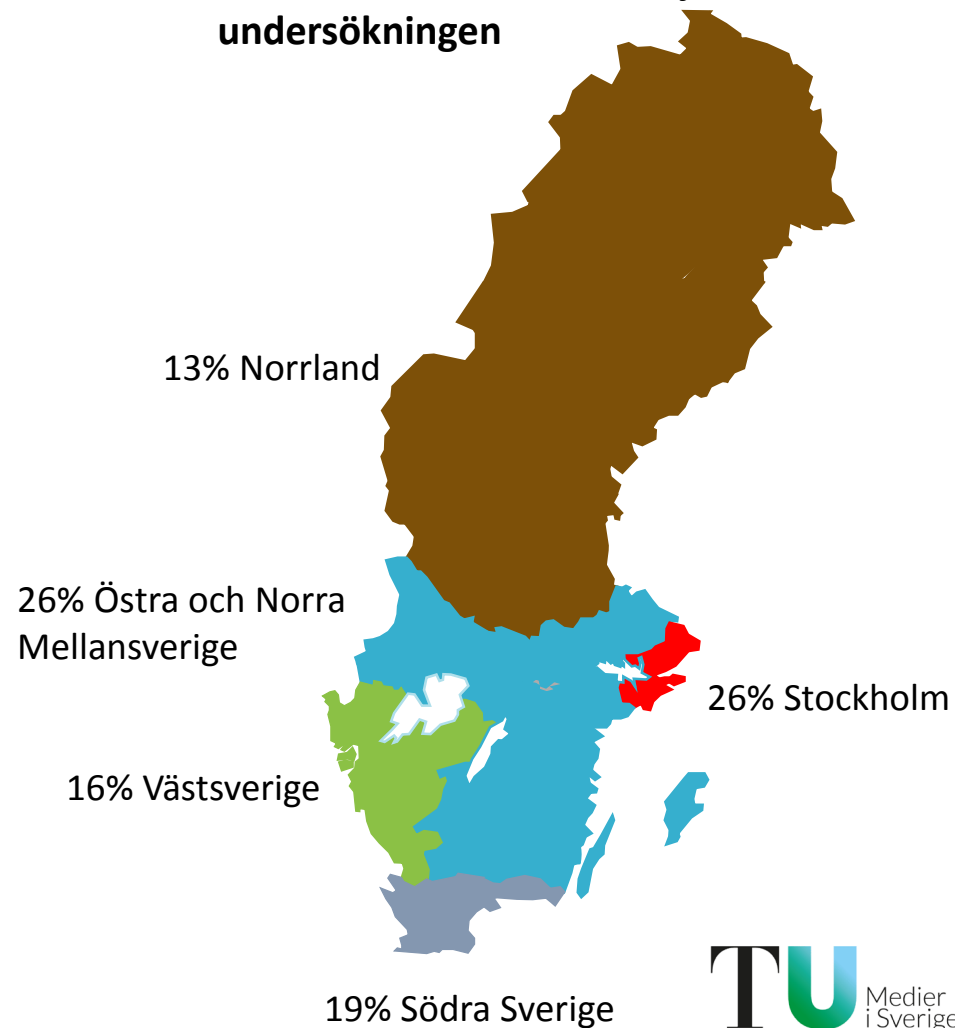 undersökningen
13% Norrland
26% Östra och Norra
Mellansverige
26% Stockholm
16% Västsverige
19% Södra Sverige
TU Medier
i Sverige